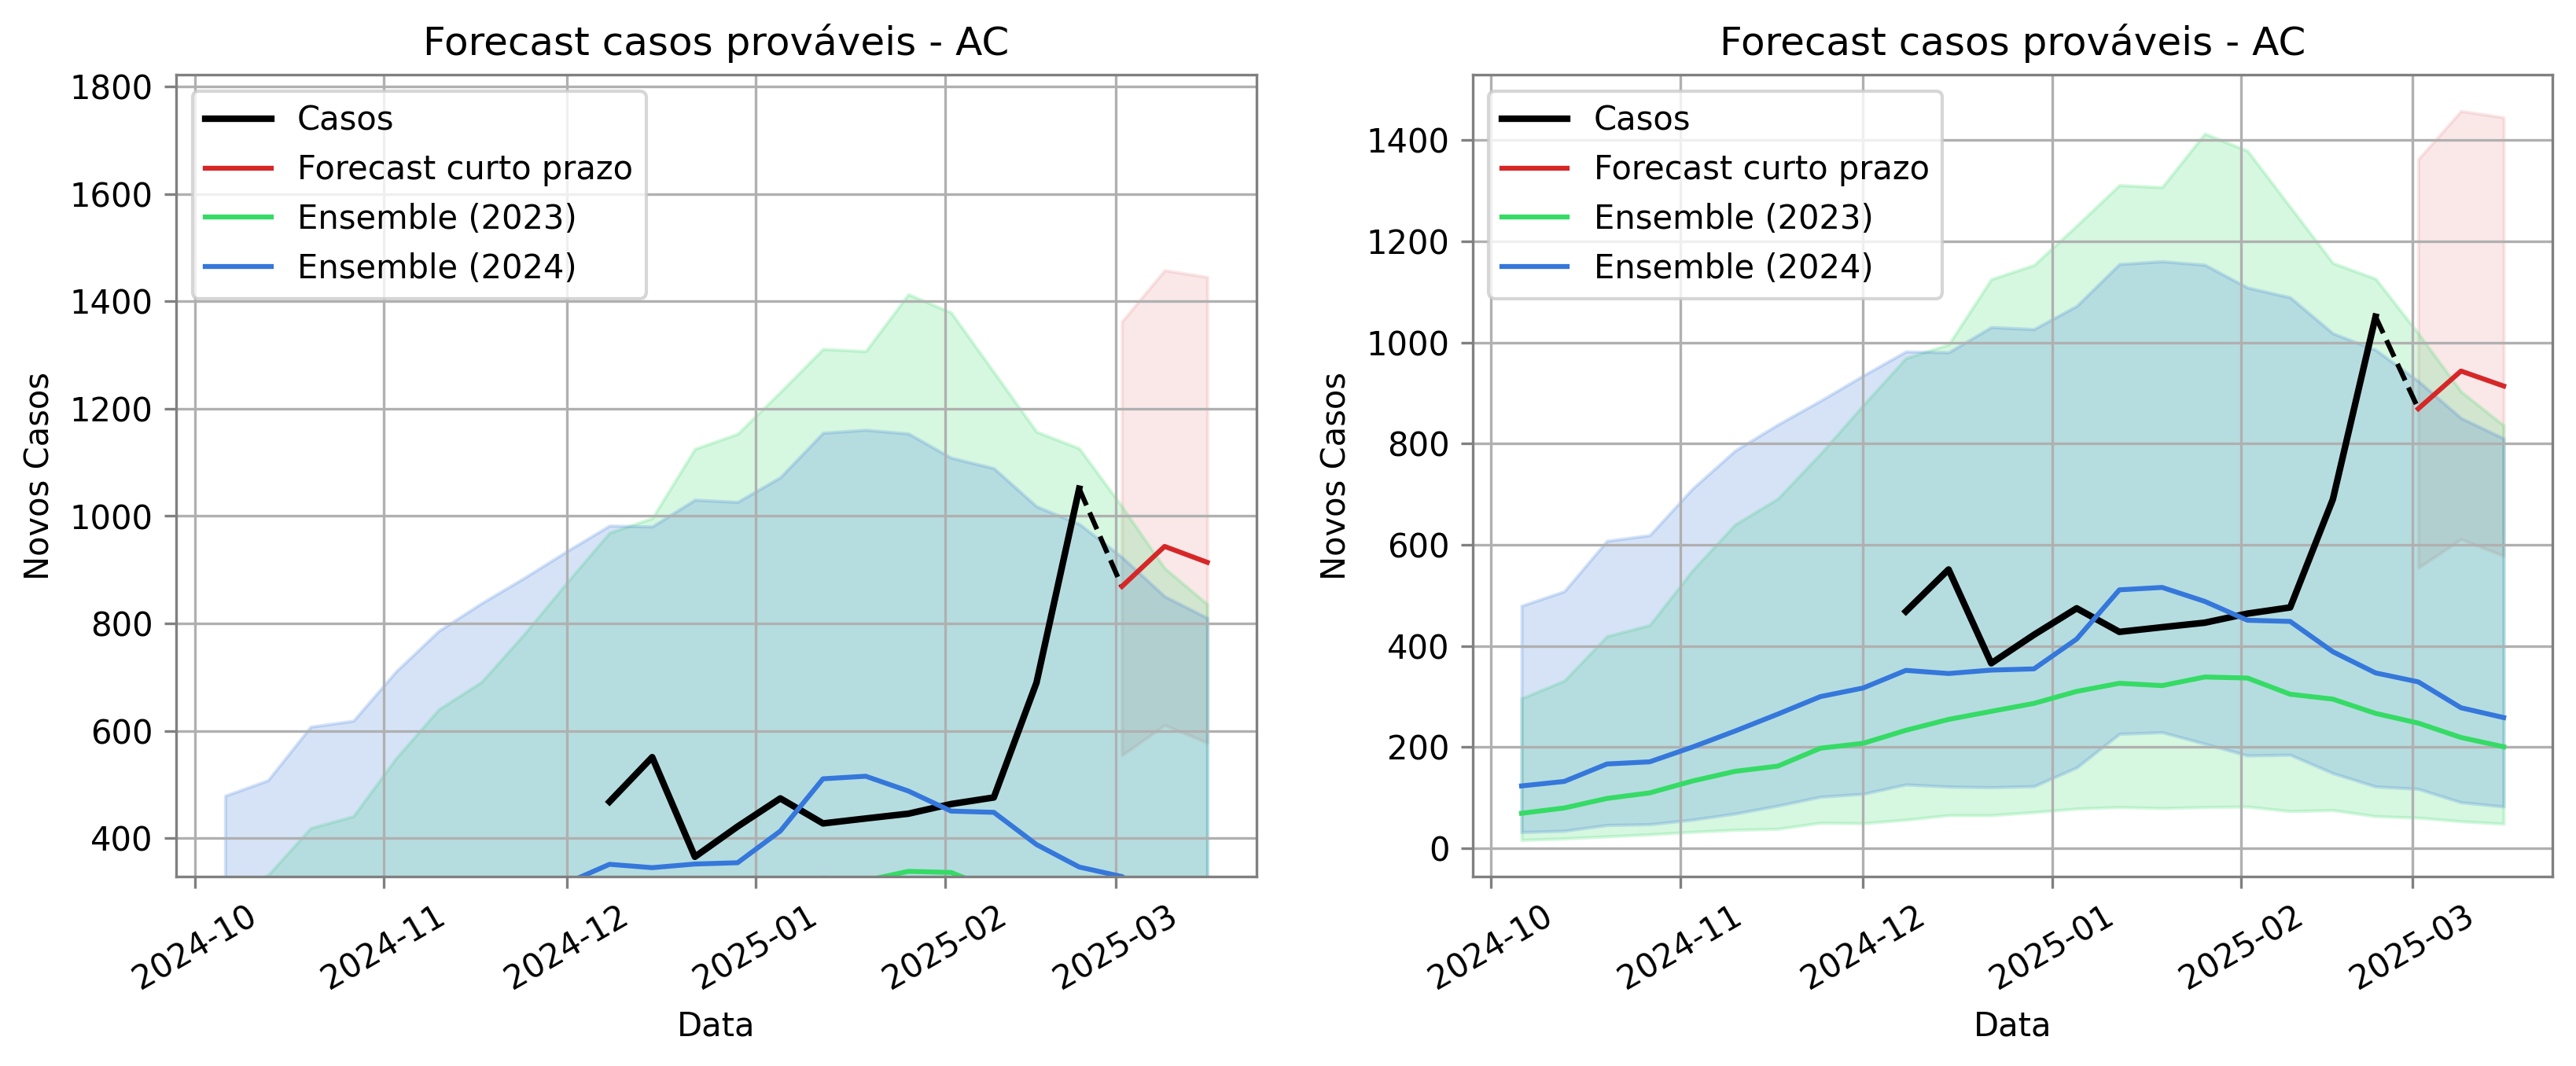 Forecast casos prováveis - AC
1800
1600
1400
1200
1000
800
600
400
Novos Casos
Casos
Forecast curto prazo
Ensemble (2023)
Ensemble (2024)
2024-10
2024-11
2024-12
2025-01
2025-02
2025-03
Data
Forecast casos prováveis - AC
1400
1200
1000
800
600
400
200
0
Novos Casos
Casos
Forecast curto prazo
Ensemble (2023)
Ensemble (2024)
2024-10
2024-11
2024-12
2025-01
2025-02
2025-03
Data